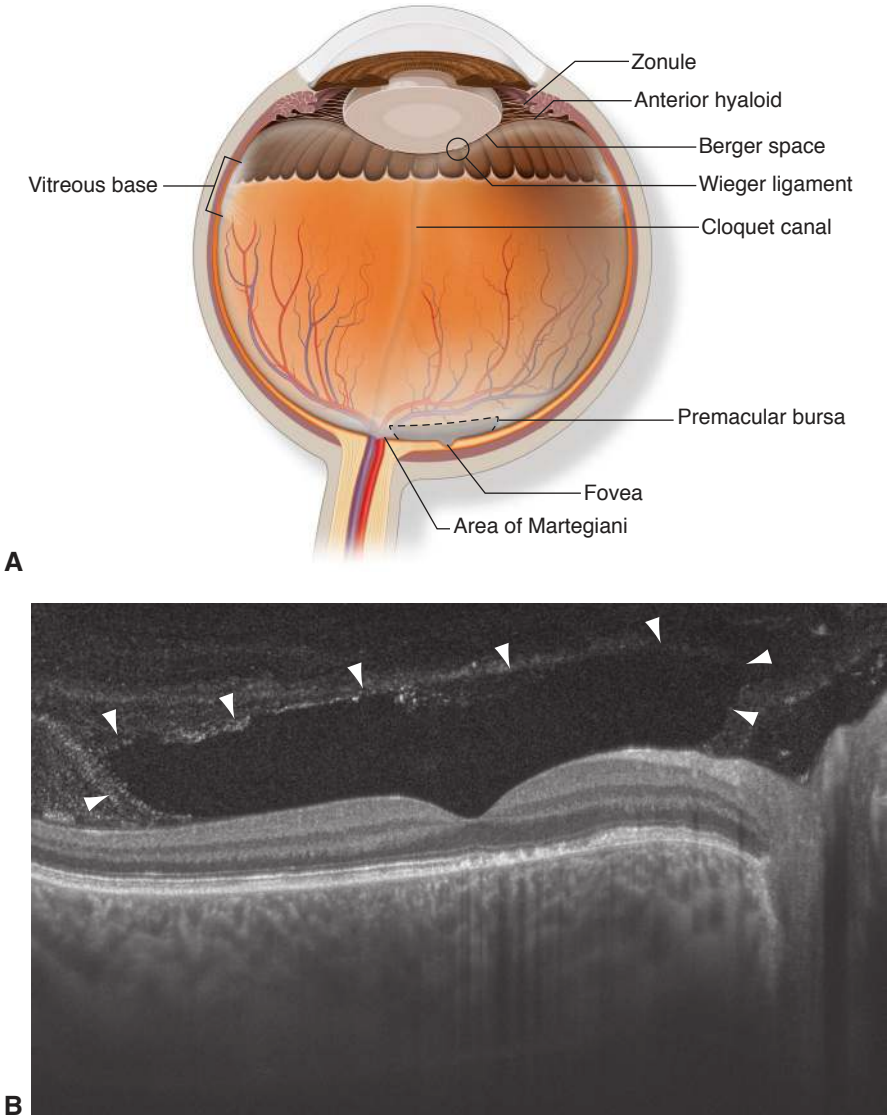 Zonule
Anterior hyaloid
Berger space
Vitreous base
Wieger ligament
Cloquet canal
Premacular bursa
Fovea
Area of Martegiani
A
B